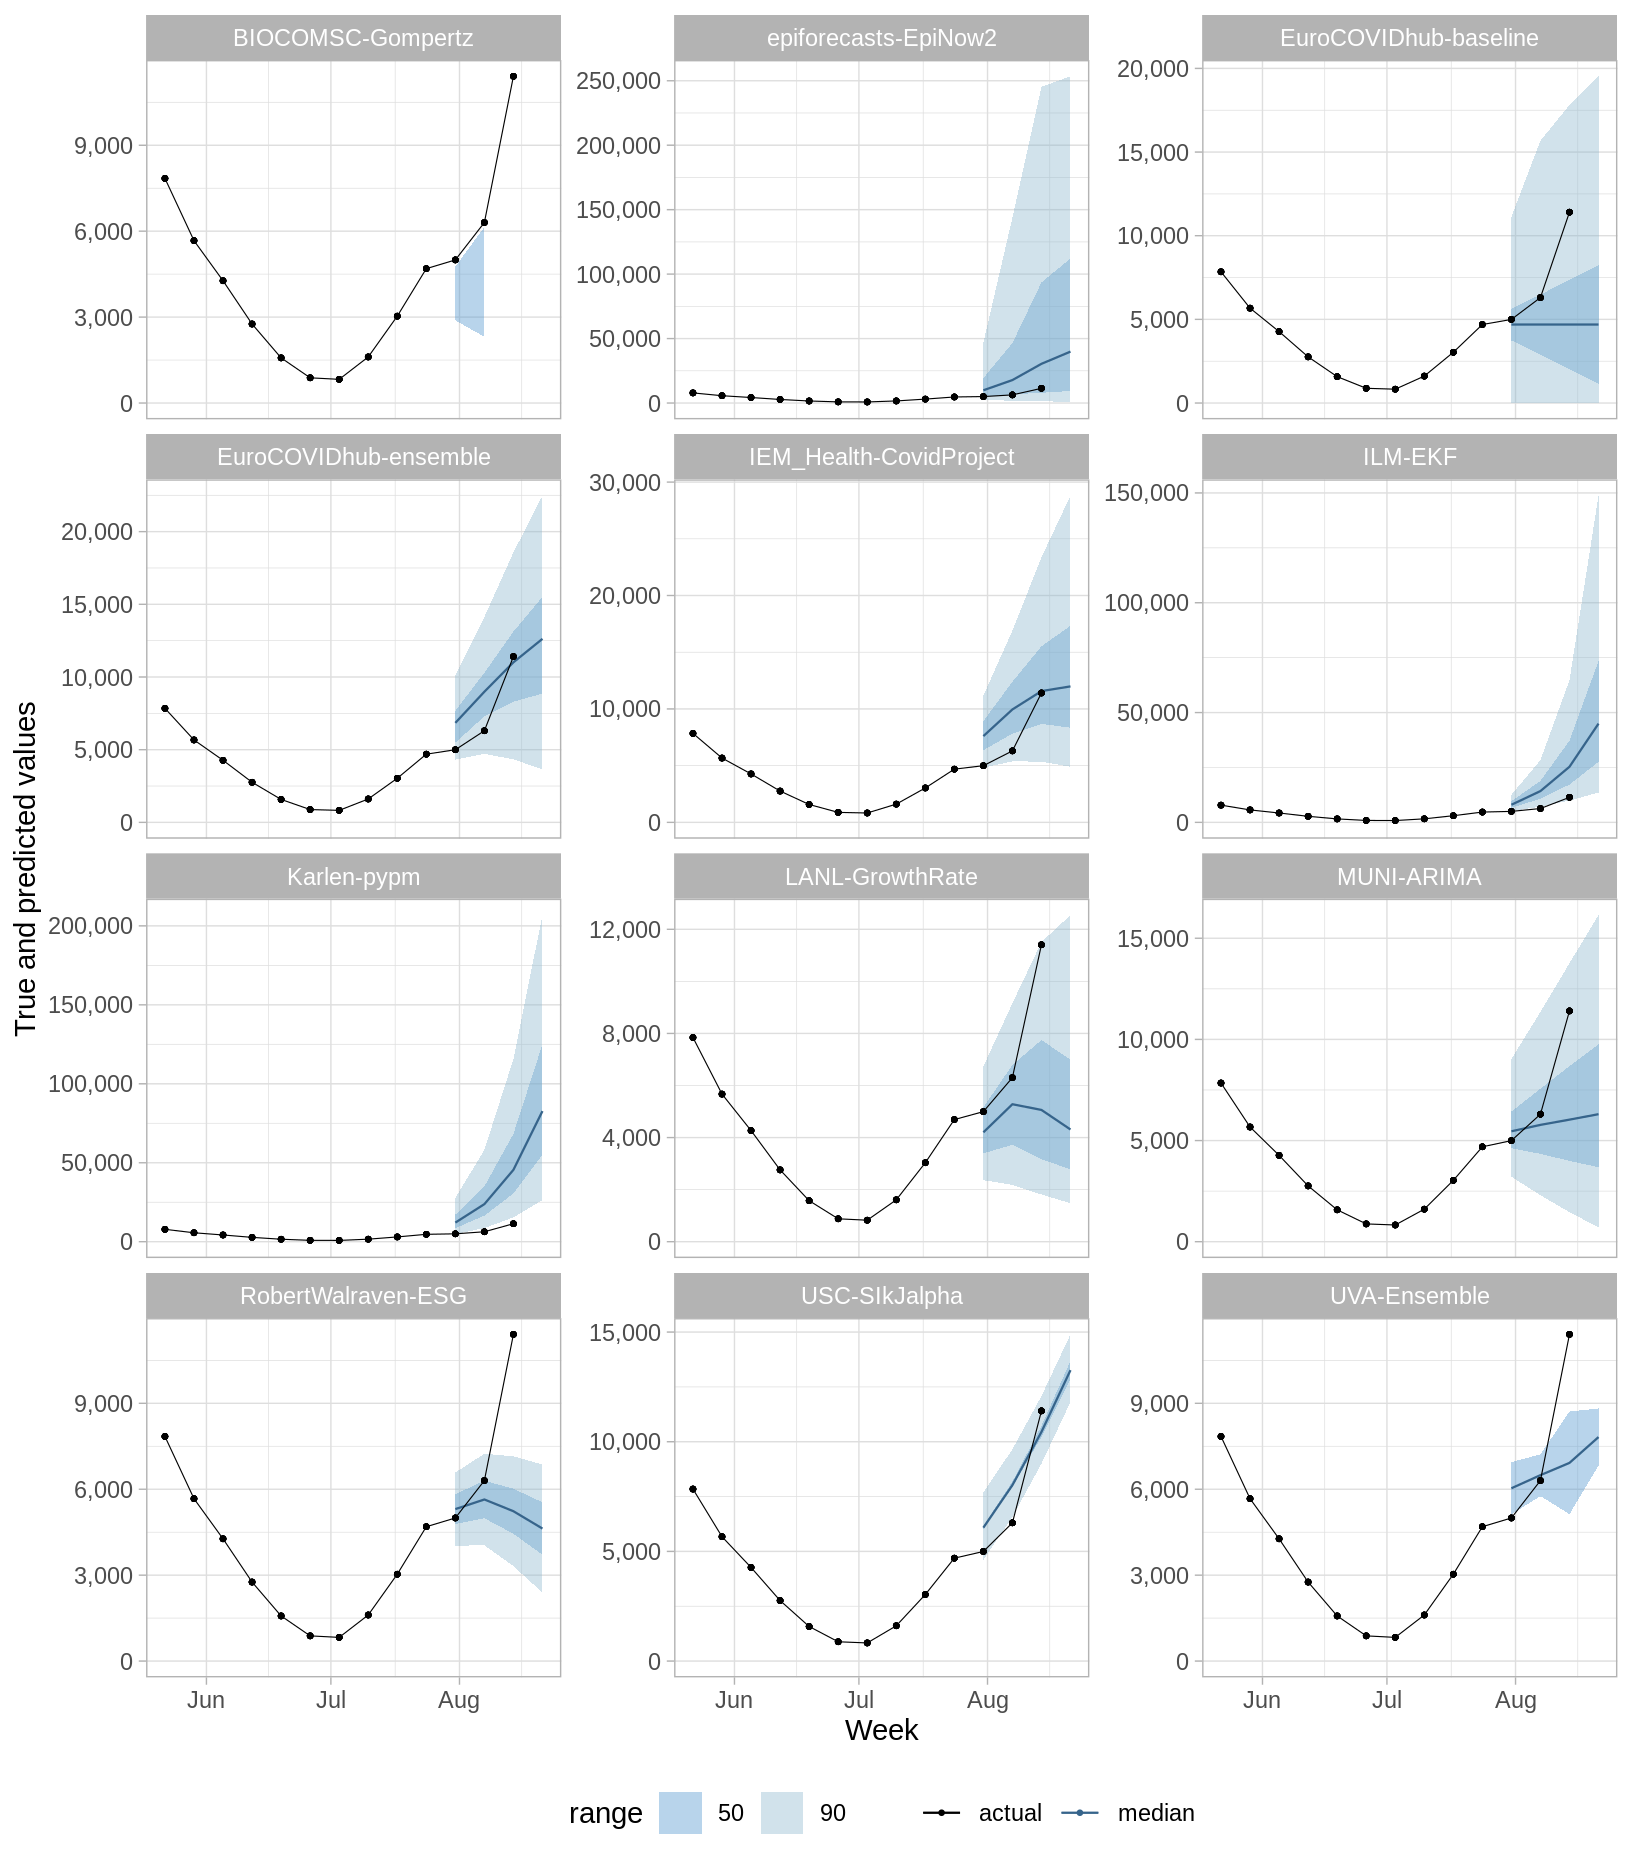 BIOCOMSC-Gompertz
epiforecasts-EpiNow2
EuroCOVIDhub-baseline
9,000
6,000
3,000
0
250,000
200,000
150,000
100,000
50,000
0
20,000
15,000
10,000
5,000
0
EuroCOVIDhub-ensemble
IEM_Health-CovidProject
ILM-EKF
20,000
15,000
10,000
5,000
0
30,000
20,000
10,000
0
150,000
100,000
50,000
0
True and predicted values
Karlen-pypm
LANL-GrowthRate
MUNI-ARIMA
200,000
150,000
100,000
50,000
0
12,000
8,000
4,000
0
15,000
10,000
5,000
0
RobertWalraven-ESG
USC-SIkJalpha
UVA-Ensemble
9,000
6,000
3,000
0
15,000
10,000
5,000
0
9,000
6,000
3,000
0
Jun Jul Aug
Jun Jul Aug
Jun Jul Aug
Week
range 50 90 actual median